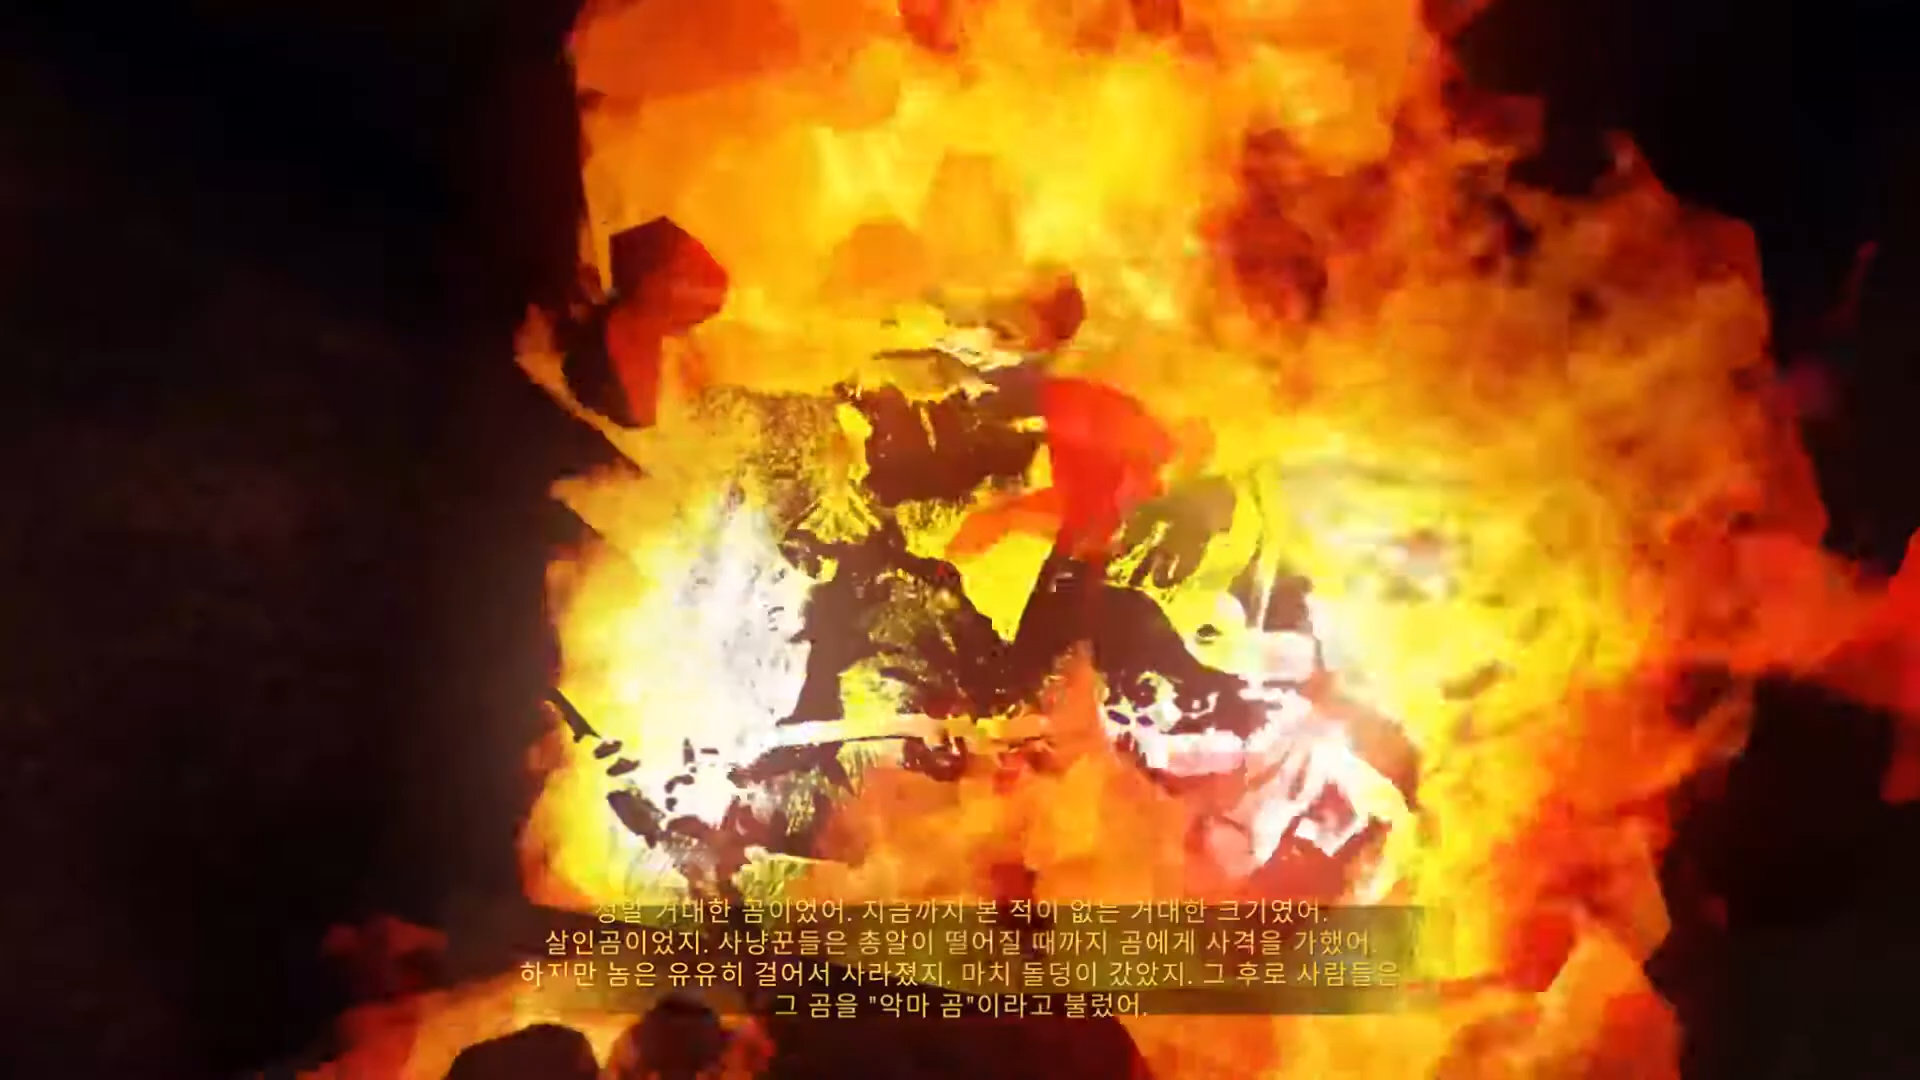 정말 거대한 곰이었어. 지금까지 본 적이 없는 거대한 크기였어.
살인곰이었지. 사냥꾼들은 총알이 떨어질 때까지 곰에게 사격을 가했어.
하지만 놈은 유유히 걸어서 사라졌지. 마치 돌덩이 같았지. 그 후로 사람들은
그 곰을 "악마 곰"이라고 불렀어.